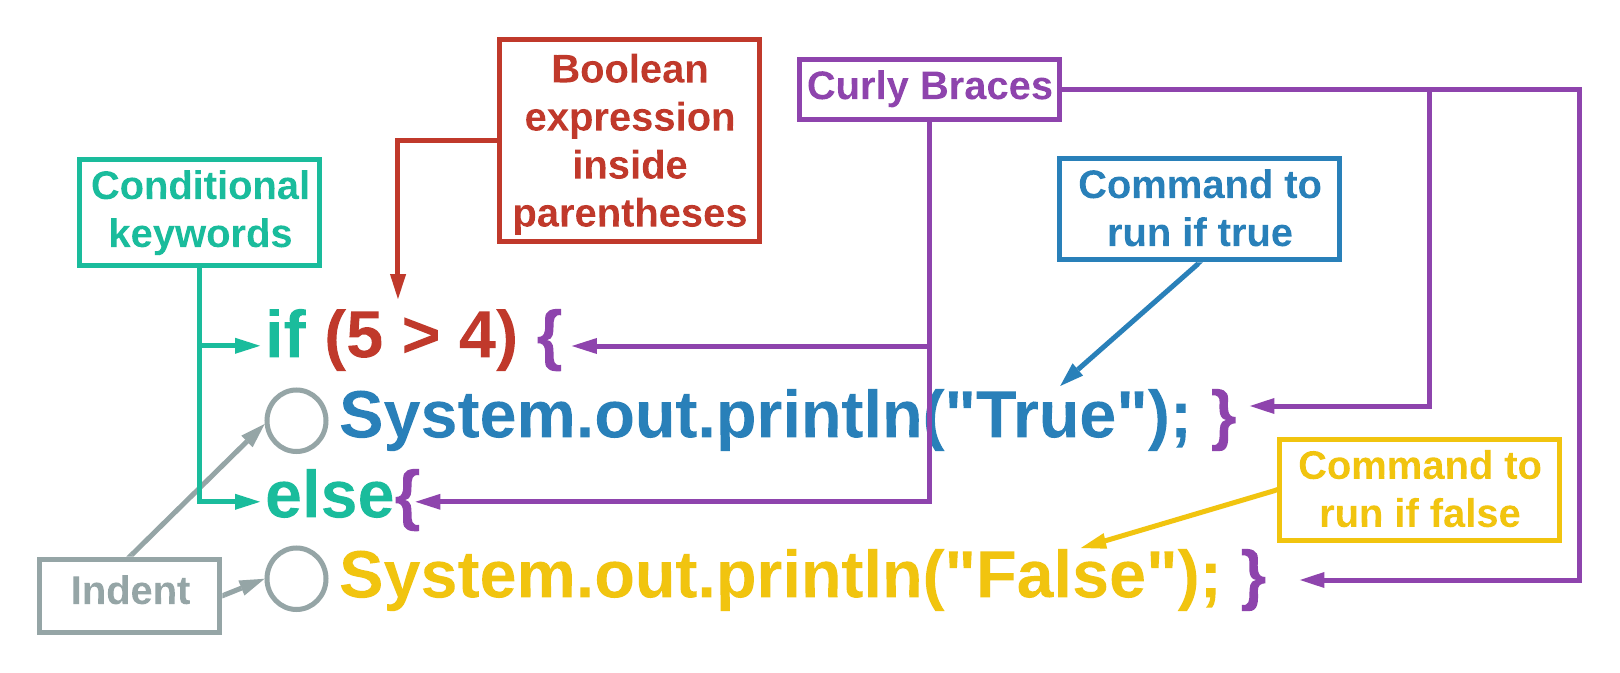 Boolean
expression
inside
parentheses
Curly Braces
Conditional
keywords
Command to
run if true
if (5 > 4) {
System.out.println("True"); }
else{
Command to
run if false
System.out.println("False"); }
Indent